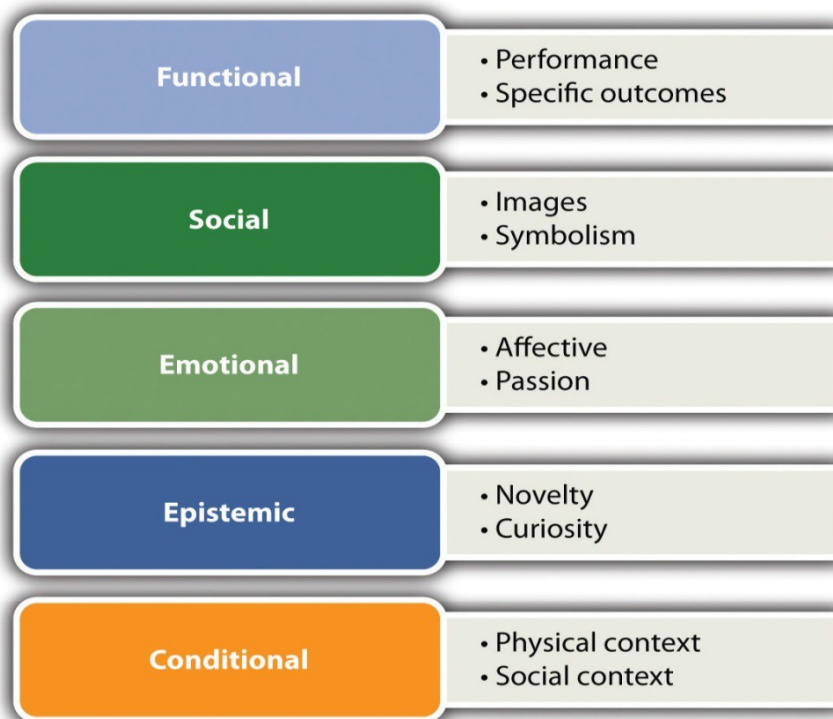 Functional
• Performance
• Specific outcomes
Social
• Images
• Symbolism
Emotional
• Affective
• Passion
Epistemic
• Novelty
• Curiosity
Conditional
• Physical context
• Social context